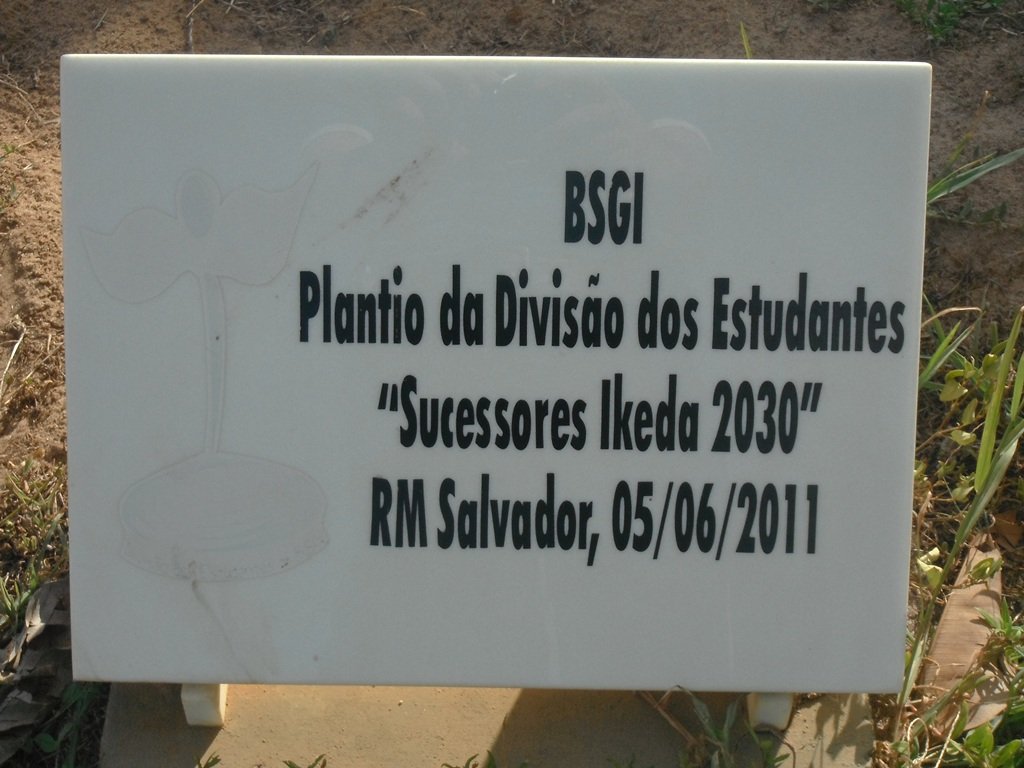 BSGI
Plantio da Divisão dos Estudantes
“Sucessores Ikeda 2030”
RM Salvador, 05/06/2011